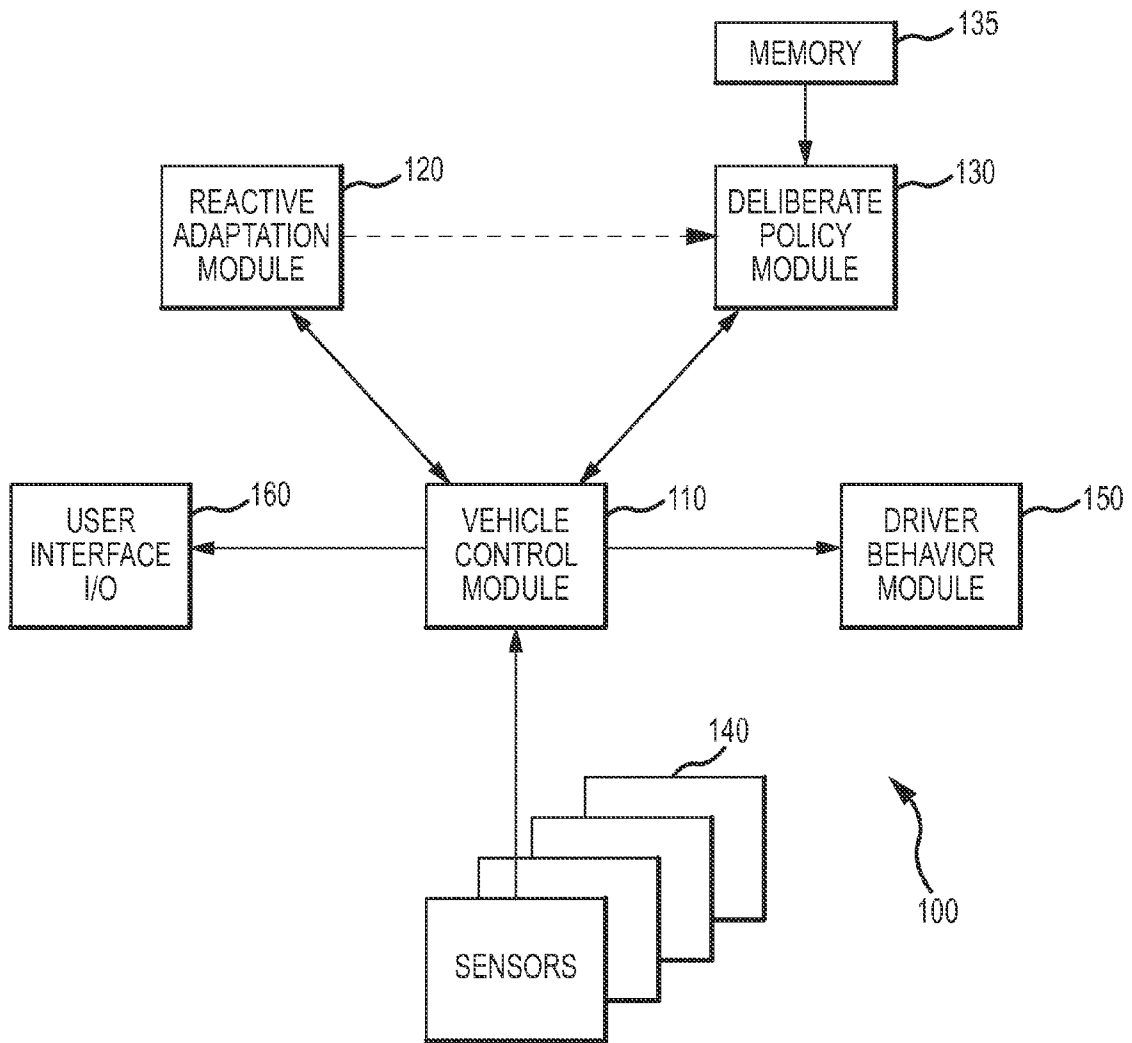 MEMORY
135
REACTIVE
ADAPTATION
MODULE
120
DELIBERATE
POLICY
MODULE
130
USER
INTERFACE
I/O
160
VEHICLE
CONTROL
MODULE
110
DRIVER
BEHAVIOR
MODULE
150
140
SENSORS
100